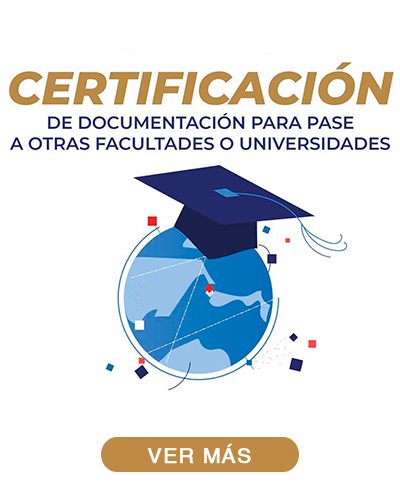 CERTIFICACIÓN
DE DOCUMENTACIÓN PARA PASE
A OTRAS FACULTADES O UNIVERSIDADES
VER MÁS